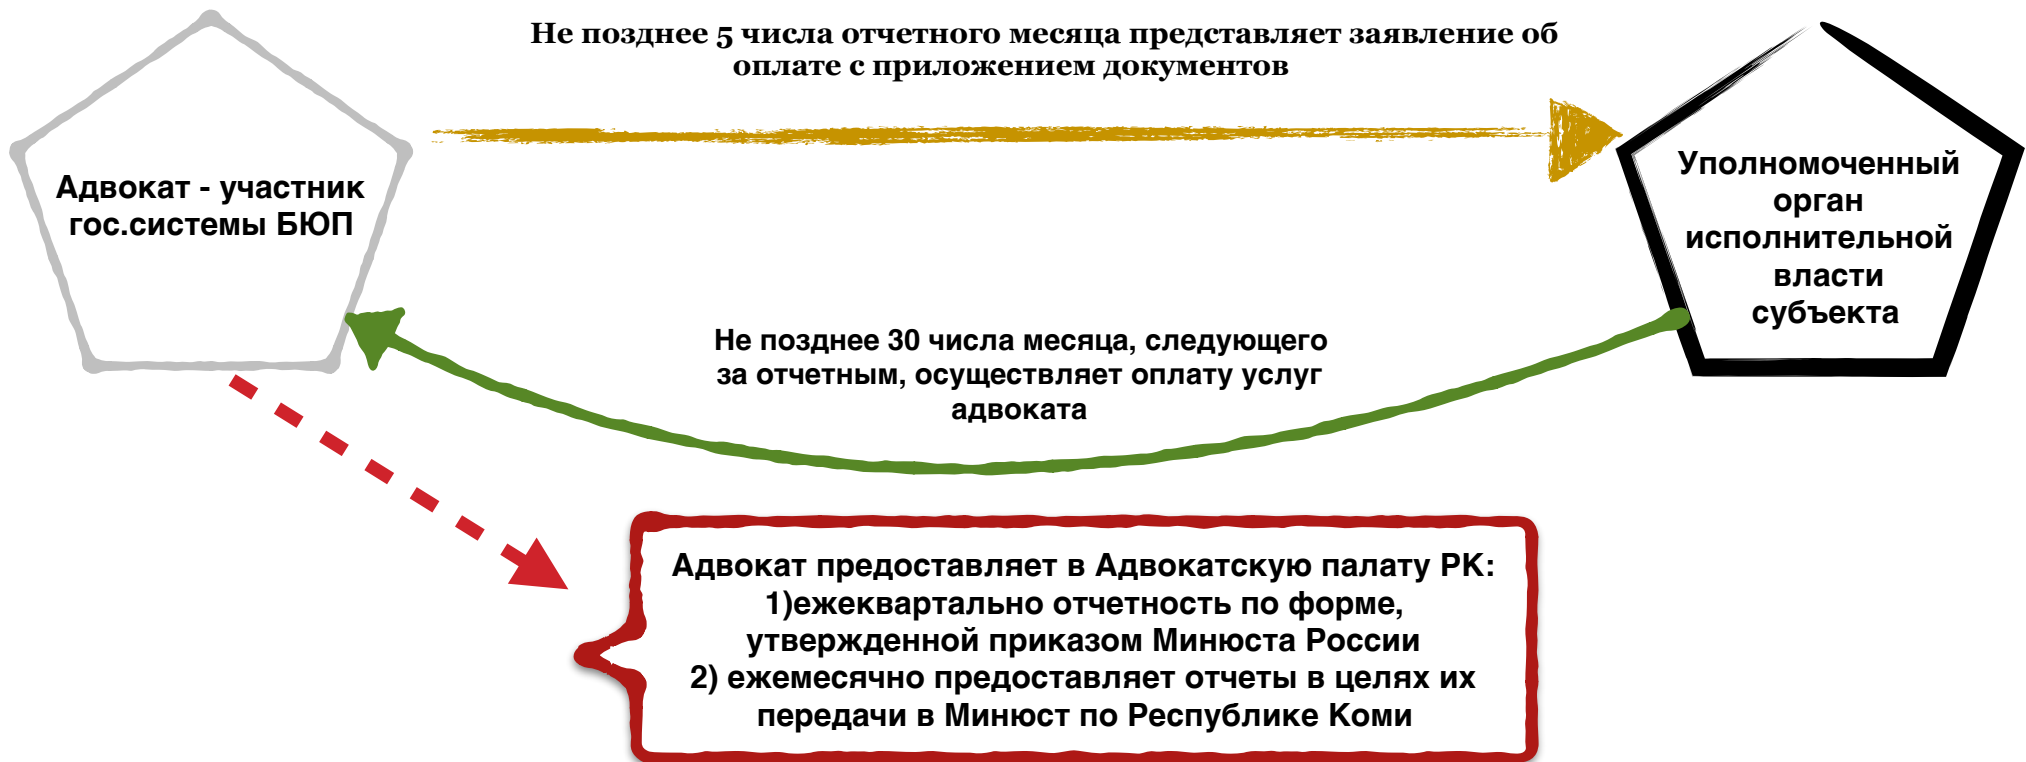 Не позднее 5 числа отчетного месяца представляет заявление об
оплате с приложением документов
Адвокат - участник
гос.системы БЮП
Уполномоченный
орган
исполнительной
власти
субъекта
Не позднее 30 числа месяца, следующего
за отчетным, осуществляет оплату услуг
адвоката
Адвокат предоставляет в Адвокатскую палату РК:
1)ежеквартально отчетность по форме,
утвержденной приказом Минюста России
2) ежемесячно предоставляет отчеты в целях их
передачи в Минюст по Республике Коми